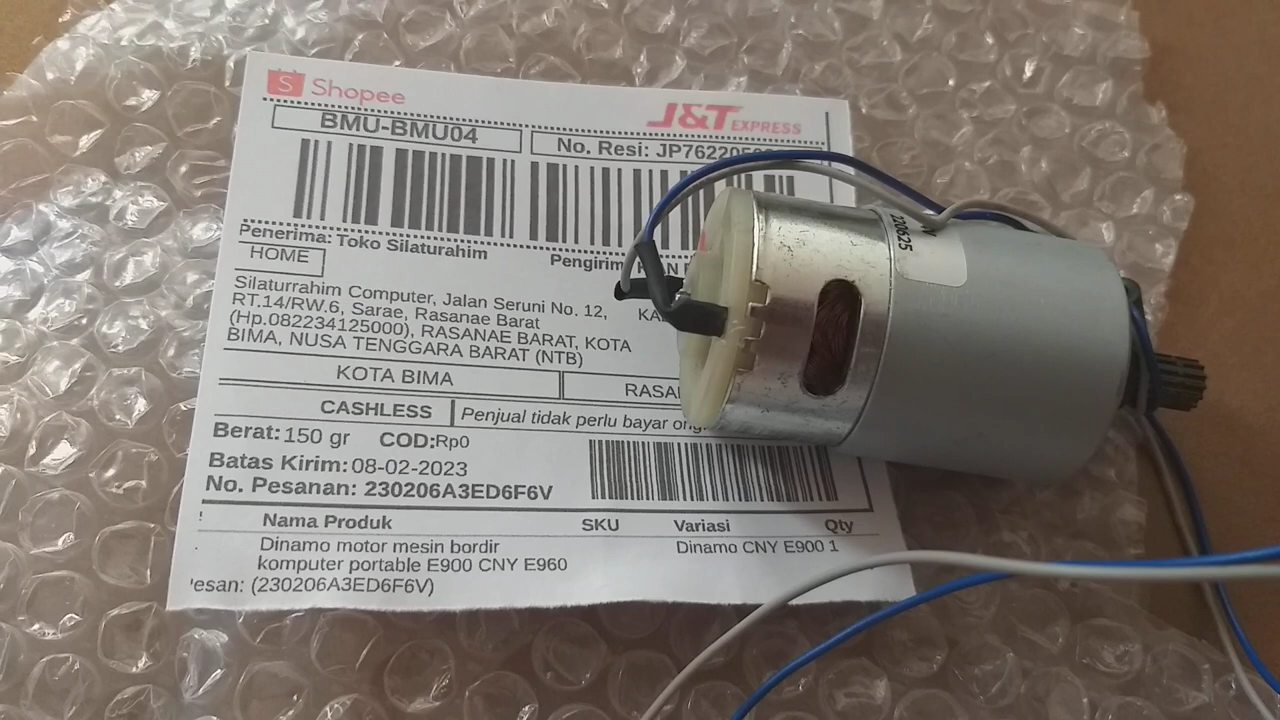 Shopee
J&T EXPRESS
BMU-BMU04
No. Resi:
Penerima: Toko Silaturahim
Pengirim
HOME
Silaturrahim Computer, Jalan Seruni No. 12,
RT.14/RW.6, Sarae, Rasanae Barat
(Hp.082234125000), RASANAE BARAT, KOTA
BIMA, NUSA TENGGARA BARAT (NTB)
KOTA BIMA
CASHLESS
Penjual tidak perlu bayar
Berat: 150 gr COD:Rp0
Batas Kirim: 08-02-2023
No. Pesanan: 230206A3ED6F6V
Nama Produk SKU Variasi Qty
Dinamo motor mesin bordir Dinamo CNY E900 1
komputer portable E900 CNY E960
esan: (230206A3ED6F6V)
220625